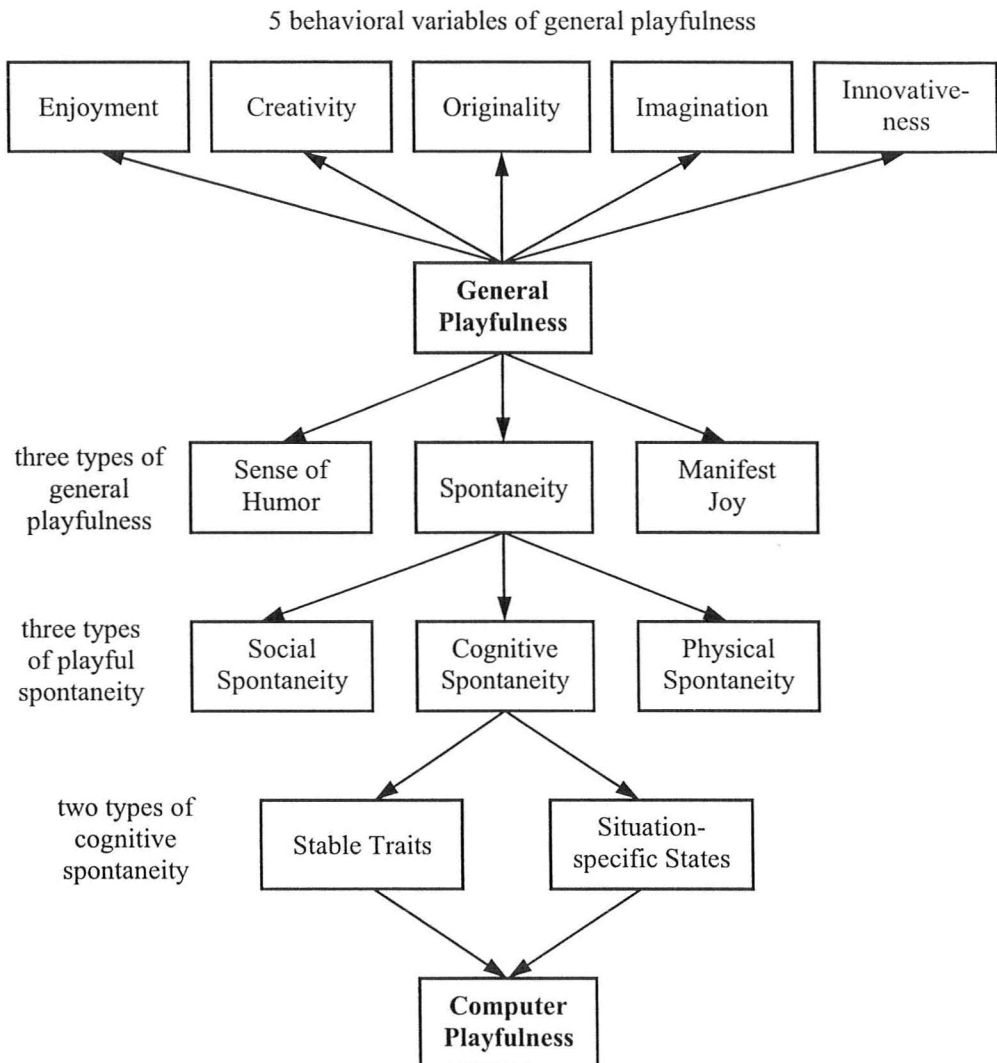 5 behavioral variables of general playfulness
Enjoyment
Creativity
Originality
Imagination
Innovative-
ness
General
Playfulness
three types of
general
playfulness
Sense of
Humor
Spontaneity
Manifest
Joy
three types
of playful
spontaneity
Social
Spontaneity
Cognitive
Spontaneity
Physical
Spontaneity
two types of
cognitive
spontaneity
Stable Traits
Situation-
specific States
Computer
Playfulness